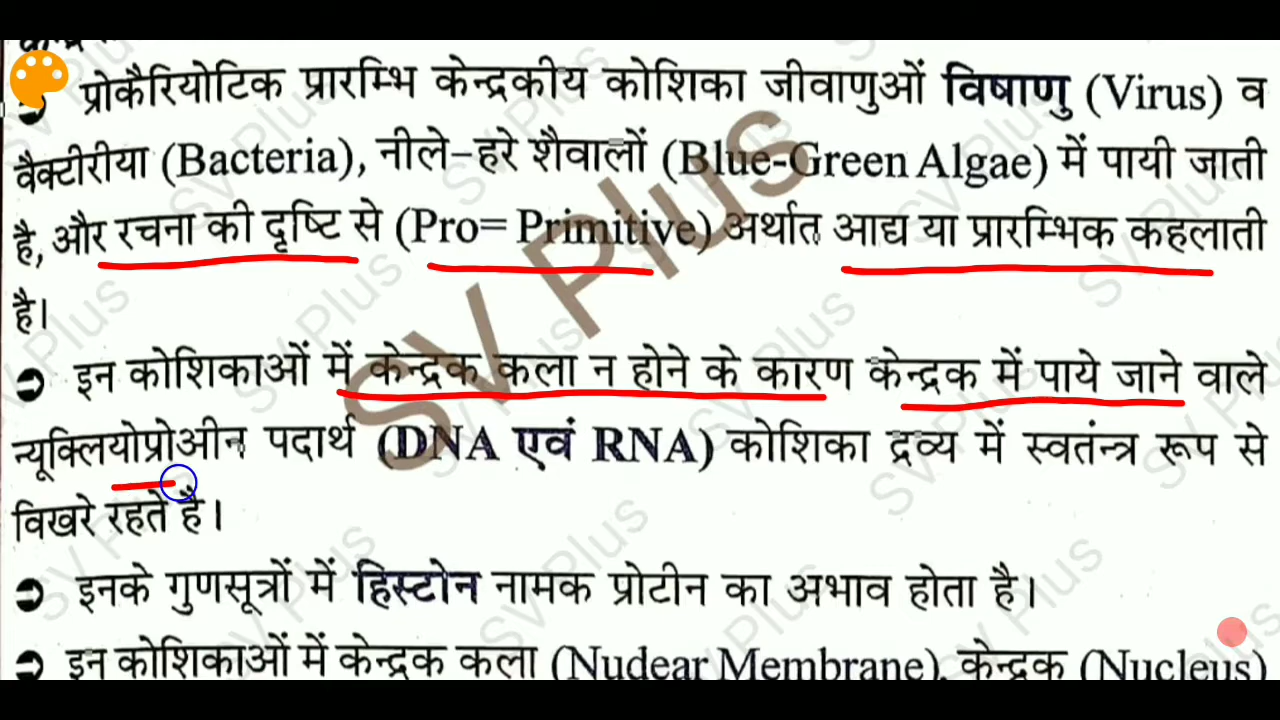 प्रोकैरियोटिक प्रारम्भि केन्द्रकीय कोशिका जीवाणुओं विषाणु (Virus) व
वैक्टीरीया (Bacteria), नीले-हरे शैवालों (Blue-Green Algae) में पायी जाती
है, और रचना की दृष्टि से (Pro= Primitive) अर्थात आद्य या प्रारम्भिक कहलाती
है।
➲ इन कोशिकाओं में केन्द्रक कला न होने के कारण केन्द्रक में पाये जाने वाले
न्यूक्लियोप्रोअीन पदार्थ (DNA एवं RNA) कोशिका द्रव्य में स्वतंन्त्र रूप से
विखरे रहते है।
➲ इनके गुणसूत्रों में हिस्टोन नामक प्रोटीन का अभाव होता है।
➲ इन कोशिकाओं में केन्द्रक कला (Nudear Membrane), केन्द्रक (Nucleus)
SV Plus